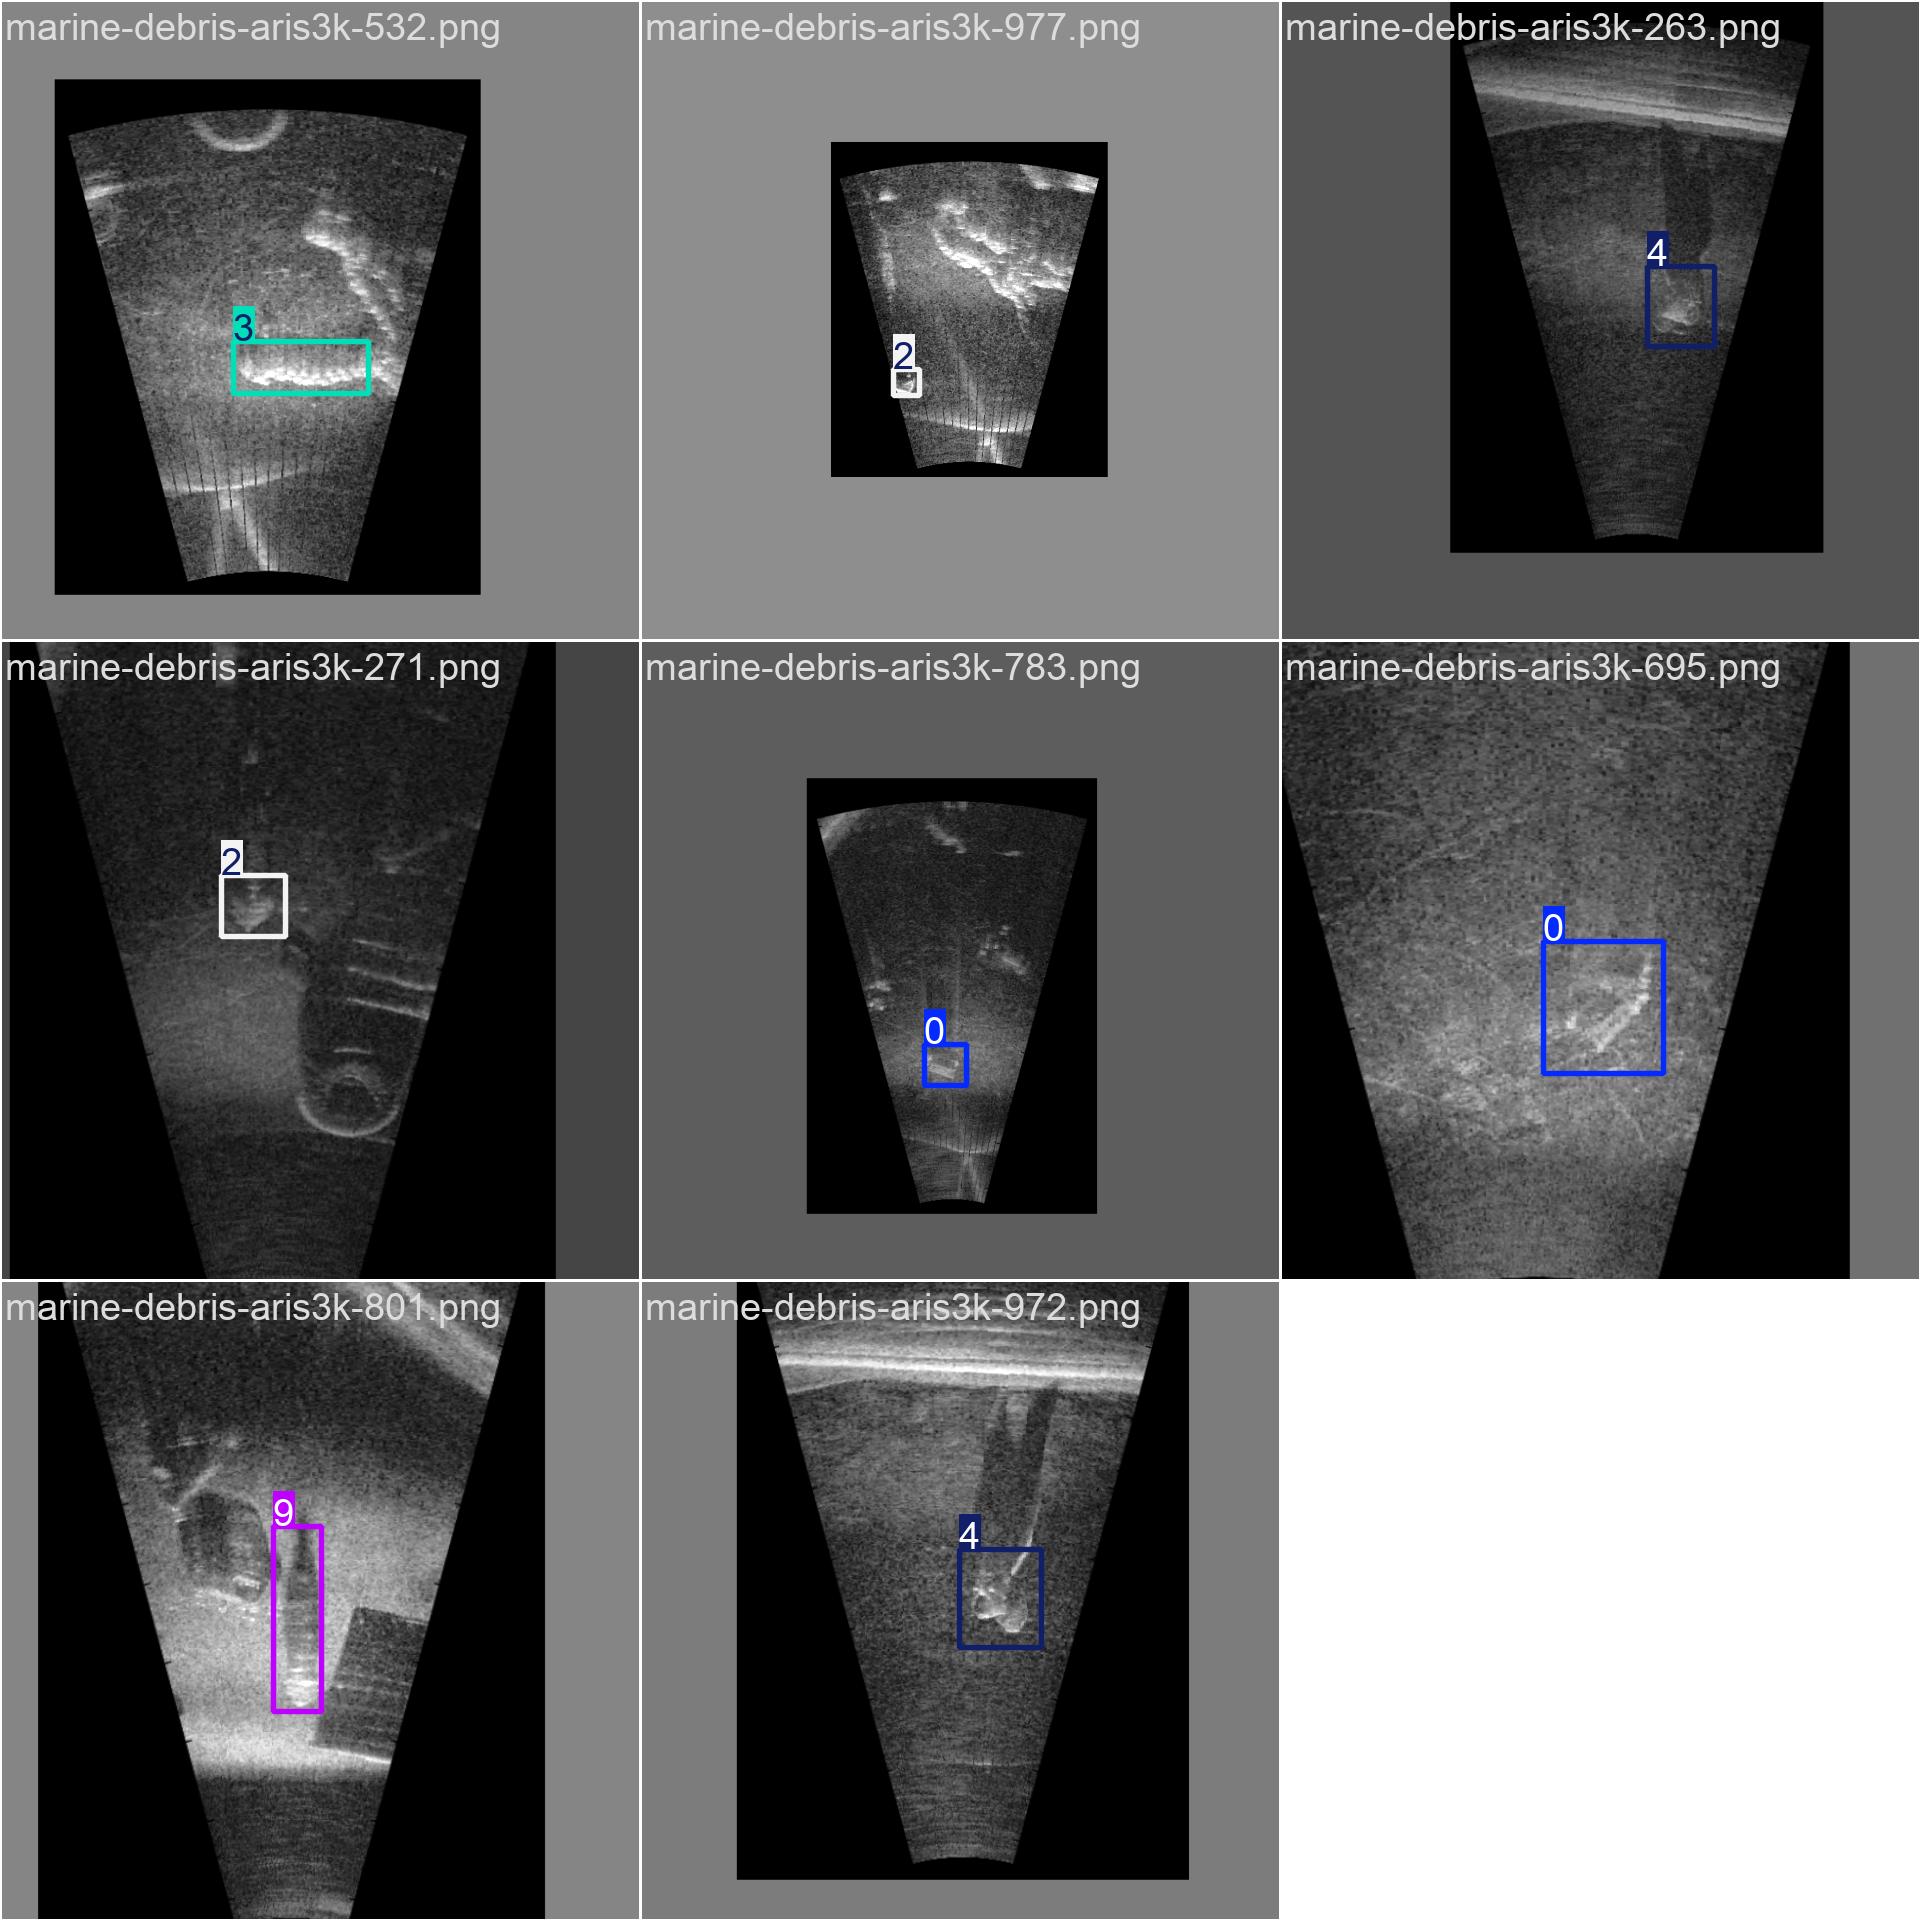 marine-debris-aris3k-532.png
marine-debris-aris3k-977.png
marine-debris-aris3k-263.png
3
2
4
marine-debris-aris3k-271.png
marine-debris-aris3k-783.png
marine-debris-aris3k-695.png
2
0
0
marine-debris-aris3k-801.png
marine-debris-aris3k-972.png
9
4